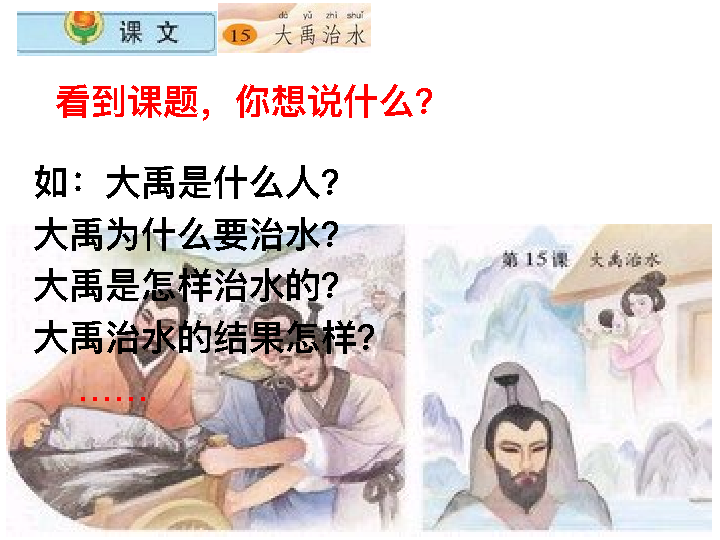 课 文
dà yǔ zhì shuǐ
15 大禹治水
看到课题，你想说什么？
如：大禹是什么人？
大禹为什么要治水？
大禹是怎样治水的？
大禹治水的结果怎样？
……
第15课 大禹治水